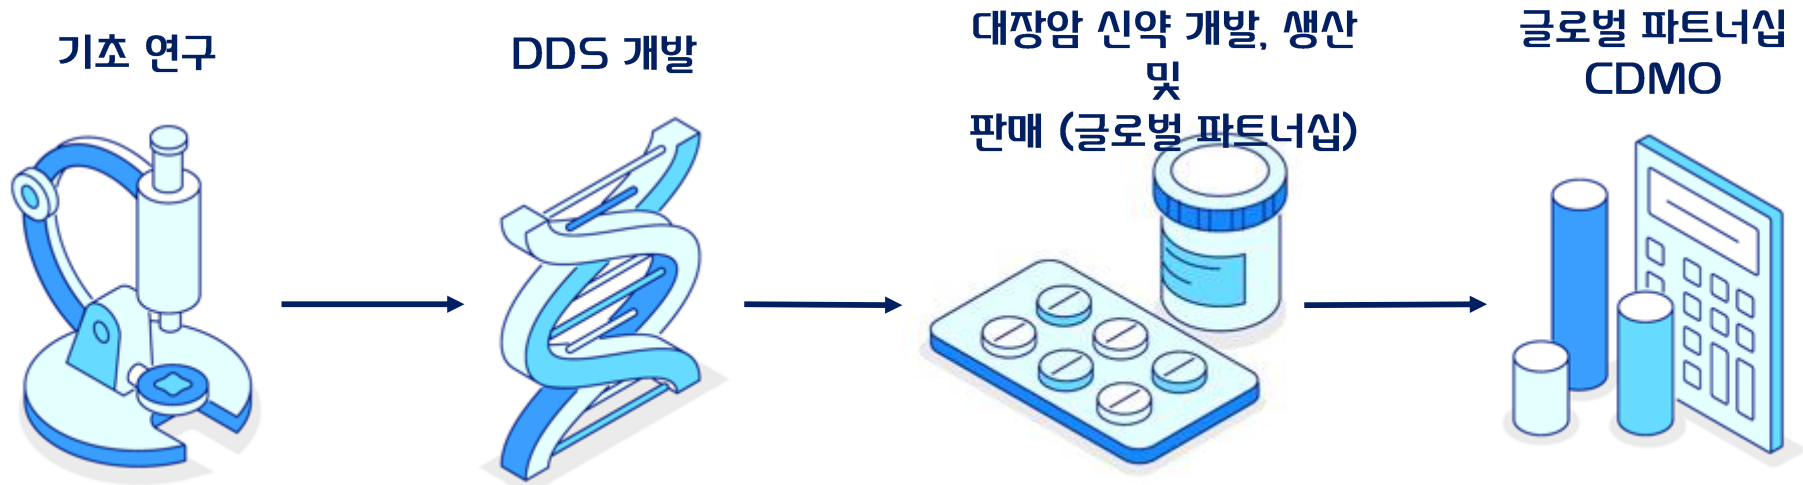 기초 연구
DDS 개발
대장암 신약 개발, 생산
및
판매 (글로벌 파트너십)
글로벌 파트너십
CDMO